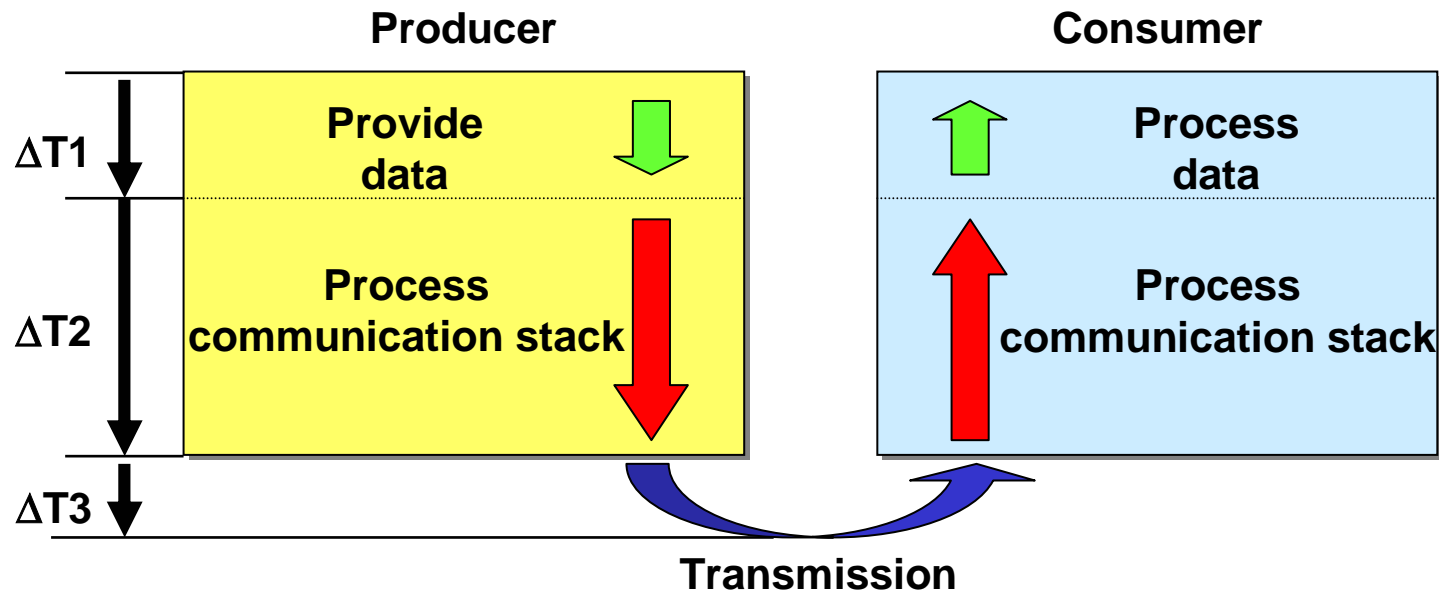 Producer
Consumer
ΔT1
Provide
data
Process
data
ΔT2
Process
communication stack
Process
communication stack
ΔT3
Transmission